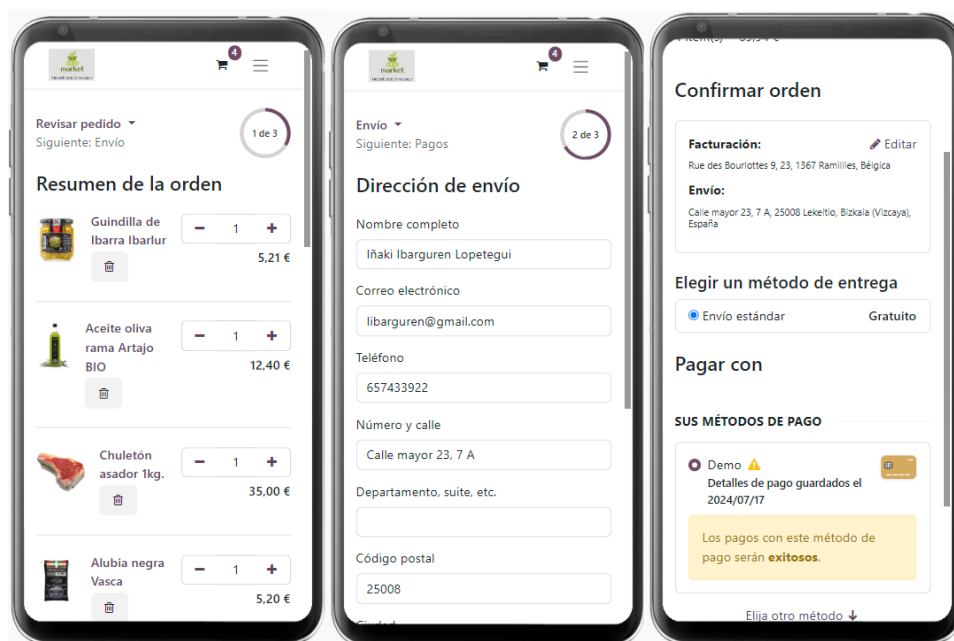 market
4
Revisar pedido
Siguiente: Envío
1 de 3
Resumen de la orden
Guindilla de
Ibarra Ibarlur
− 1 +
5,21 €
Aceite oliva
rama Artajo
BIO
− 1 +
12,40 €
Chuletón
asador 1kg.
− 1 +
35,00 €
Alubia negra
Vasca
− 1 +
5,20 €
market
4
Envío
Siguiente: Pagos
2 de 3
Dirección de envío
Nombre completo
Iñaki Ibarguren Lopetegui
Correo electrónico
libarguren@gmail.com
Teléfono
657433922
Número y calle
Calle mayor 23, 7 A
Departamento, suite, etc.
Código postal
25008
Ciudad
Confirmar orden
Facturación:
Editar
Rue des Bourlottes 9, 23, 1367 Ramillies, Bélgica
Envío:
Calle mayor 23, 7 A, 25008 Lekeitio, Bizkaia (Vizcaya),
España
Elegir un método de entrega
Envío estándar
Gratuito
Pagar con
SUS MÉTODOS DE PAGO
Demo
Detalles de pago guardados el
2024/07/17
Los pagos con este método de
pago serán exitosos.
Elija otro método